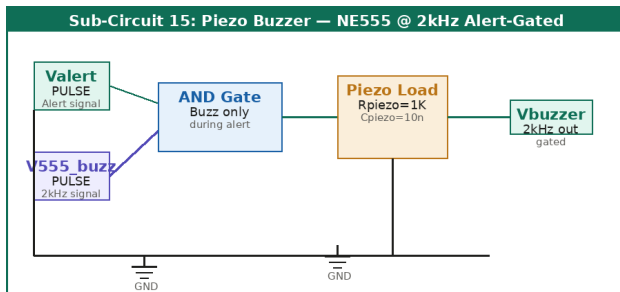 Sub-Circuit 15: Piezo Buzzer — NE555 @ 2kHz Alert-Gated
Valert
PULSE
Alert signal
AND Gate
Buzz only
during alert
Piezo Load
Rpiezo=1K
Cpiezo=10n
Vbuzzer
2kHz out
gated
V555_buzz
PULSE
2kHz signal
GND
GND